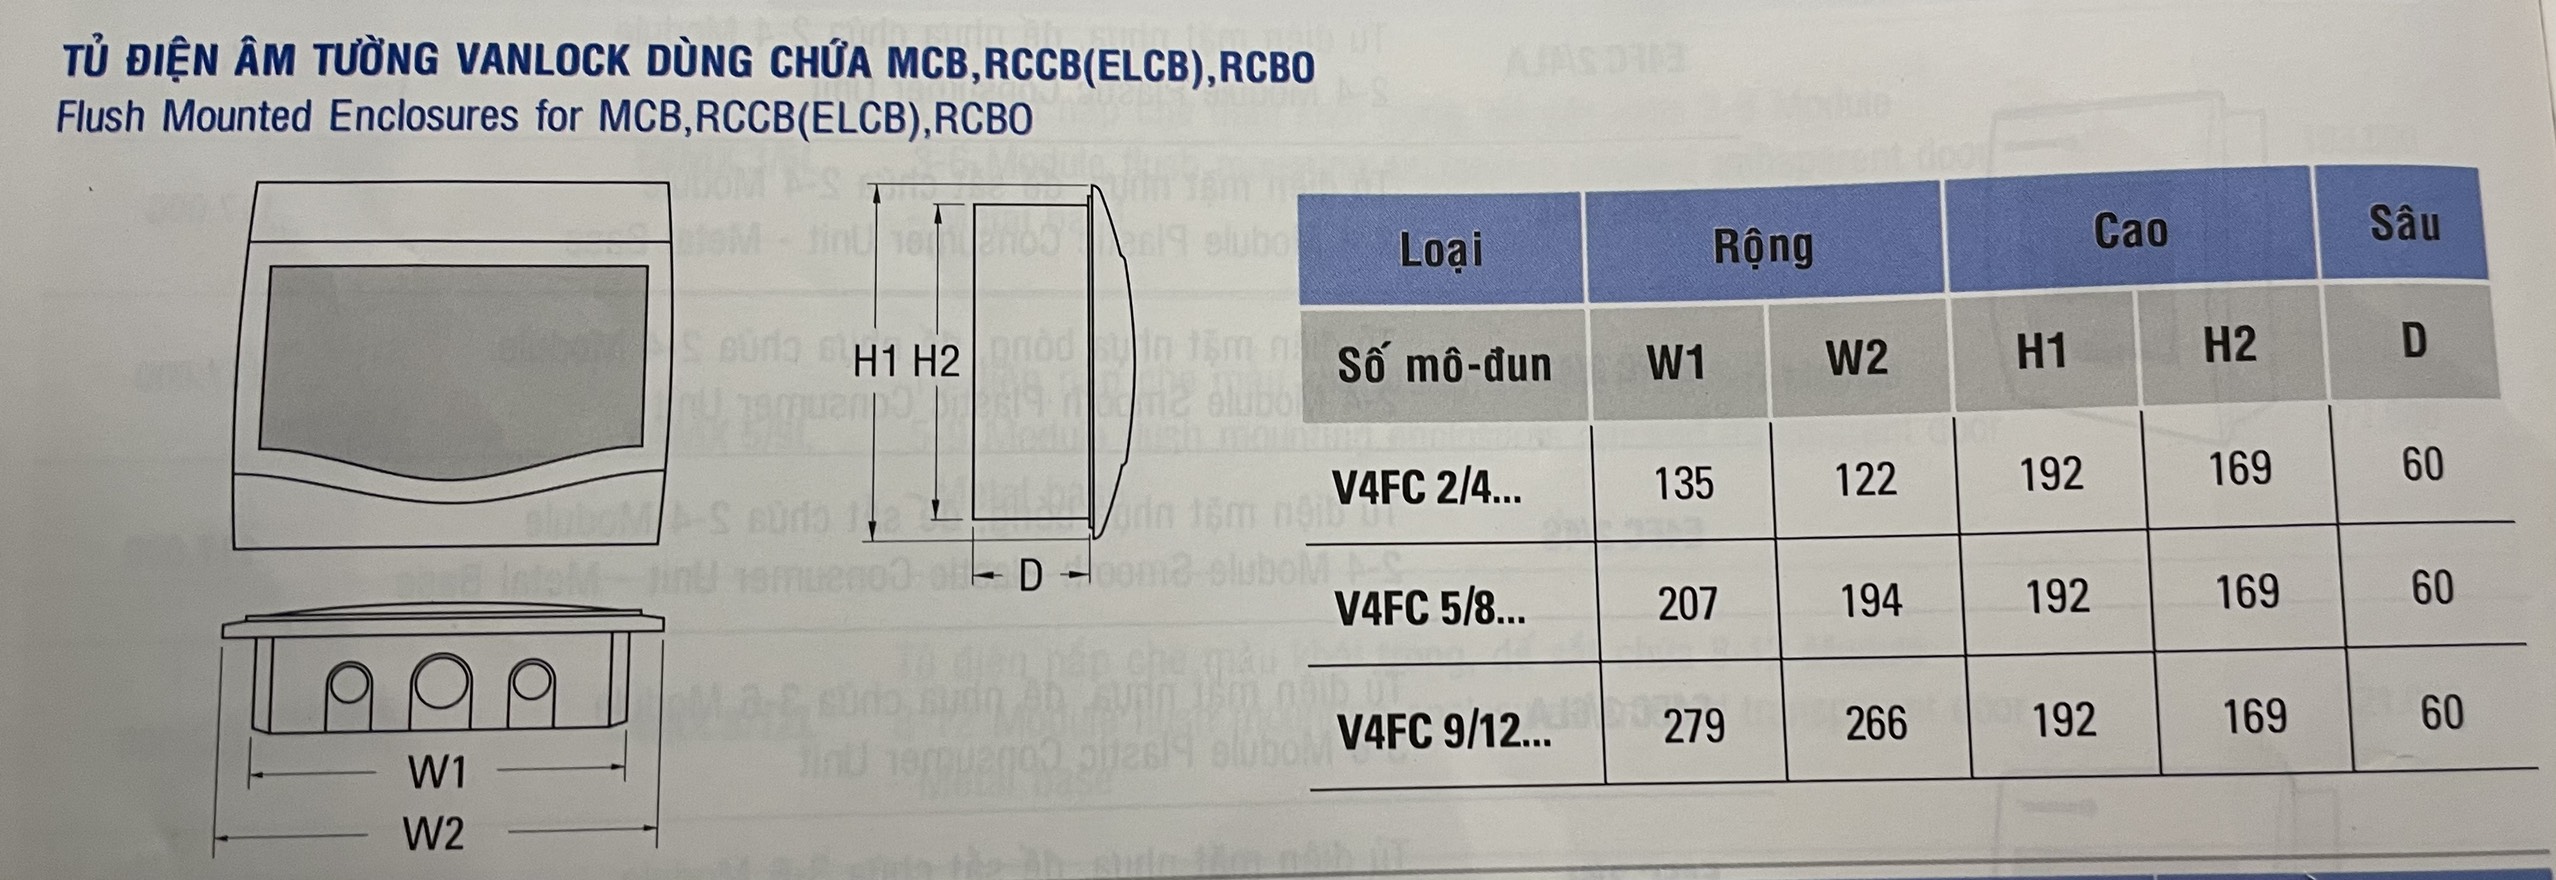 TỦ ĐIỆN ÂM TƯỜNG VANLOCK DÙNG CHỨA MCB,RCCB(ELCB),RCBO
Flush Mounted Enclosures for MCB,RCCB(ELCB),RCBO
H1 H2
D
W1
W2
Loại Rộng Cao Sâu
Số mô-đun W1 W2 H1 H2 D
V4FC 2/4... 135 122 192 169 60
V4FC 5/8... 207 194 192 169 60
V4FC 9/12... 279 266 192 169 60